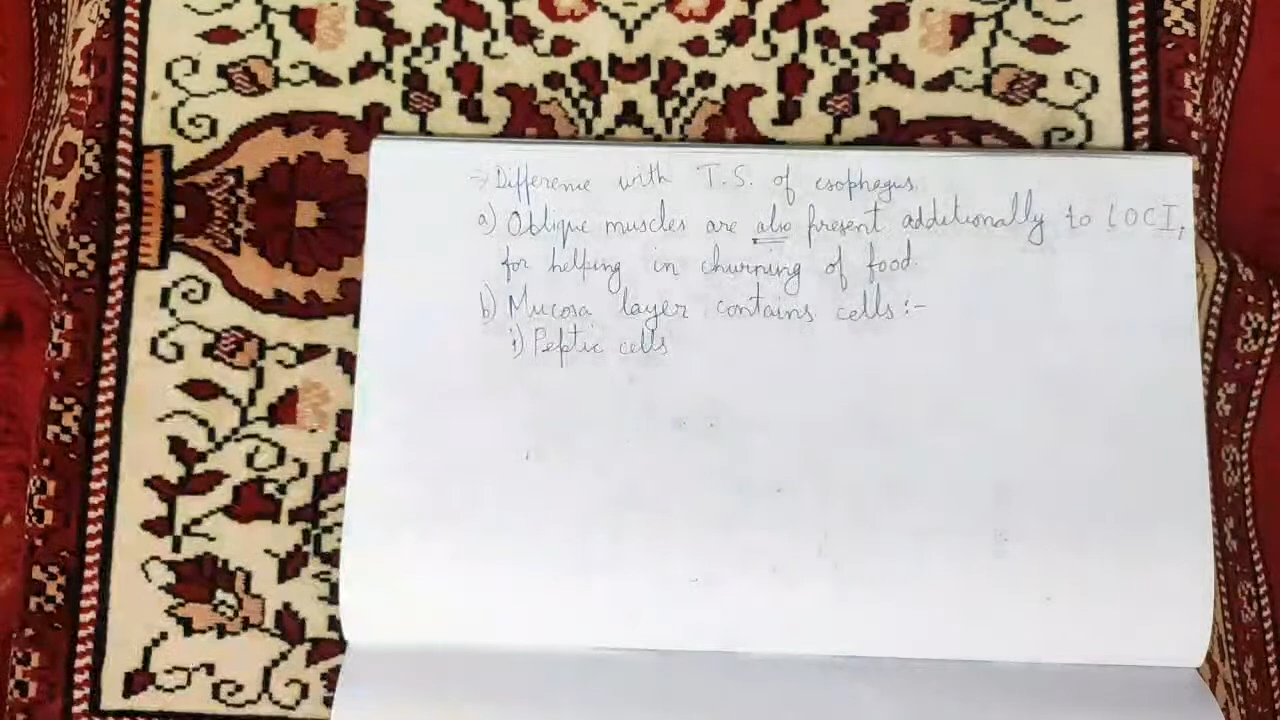 → Difference with T.S. of esophagus
a) Oblique muscles are also present additionally to LOCI,
for helping in churning of food.
b) Mucosa layer contains cells :-
i) Peptic cells